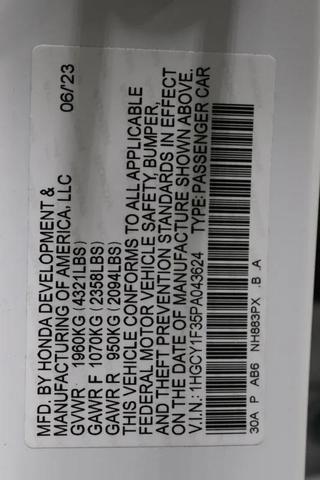 MFD. BY HONDA DEVELOPMENT & 06/23
MANUFACTURING OF AMERICA, LLC
GVWR 1960KG (4321LBS)
GAWR F 1070KG (2358LBS)
GAWR R 950KG (2094LBS)
THIS VEHICLE CONFORMS TO ALL APPLICABLE
FEDERAL MOTOR VEHICLE SAFETY, BUMPER,
AND THEFT PREVENTION STANDARDS IN EFFECT
ON THE DATE OF MANUFACTURE SHOWN ABOVE.
V.I.N.: 1HGCY1F35PA043624 TYPE:PASSENGER CAR
30A P AB6 NH883PX .B .A